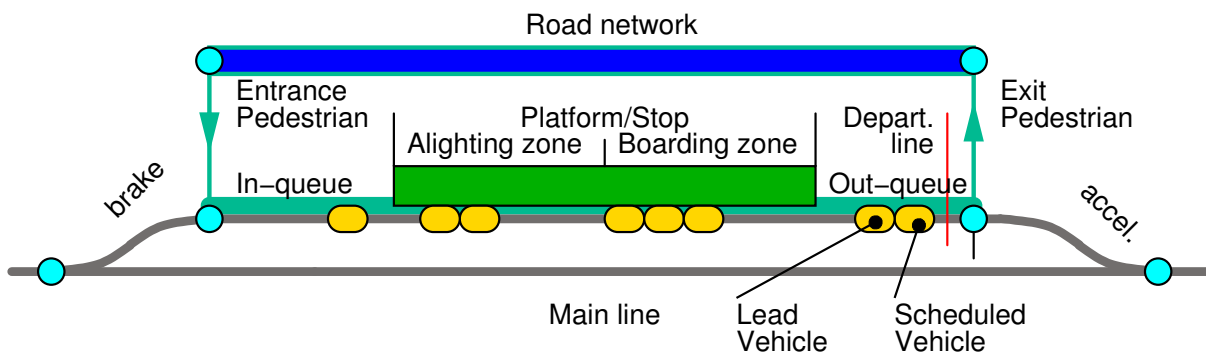 Road network
Entrance
Pedestrian
Exit
Pedestrian
Platform/Stop
Depart.
line
Alighting zone
Boarding zone
brake
In−queue
Out−queue
accel.
Main line
Lead
Vehicle
Scheduled
Vehicle